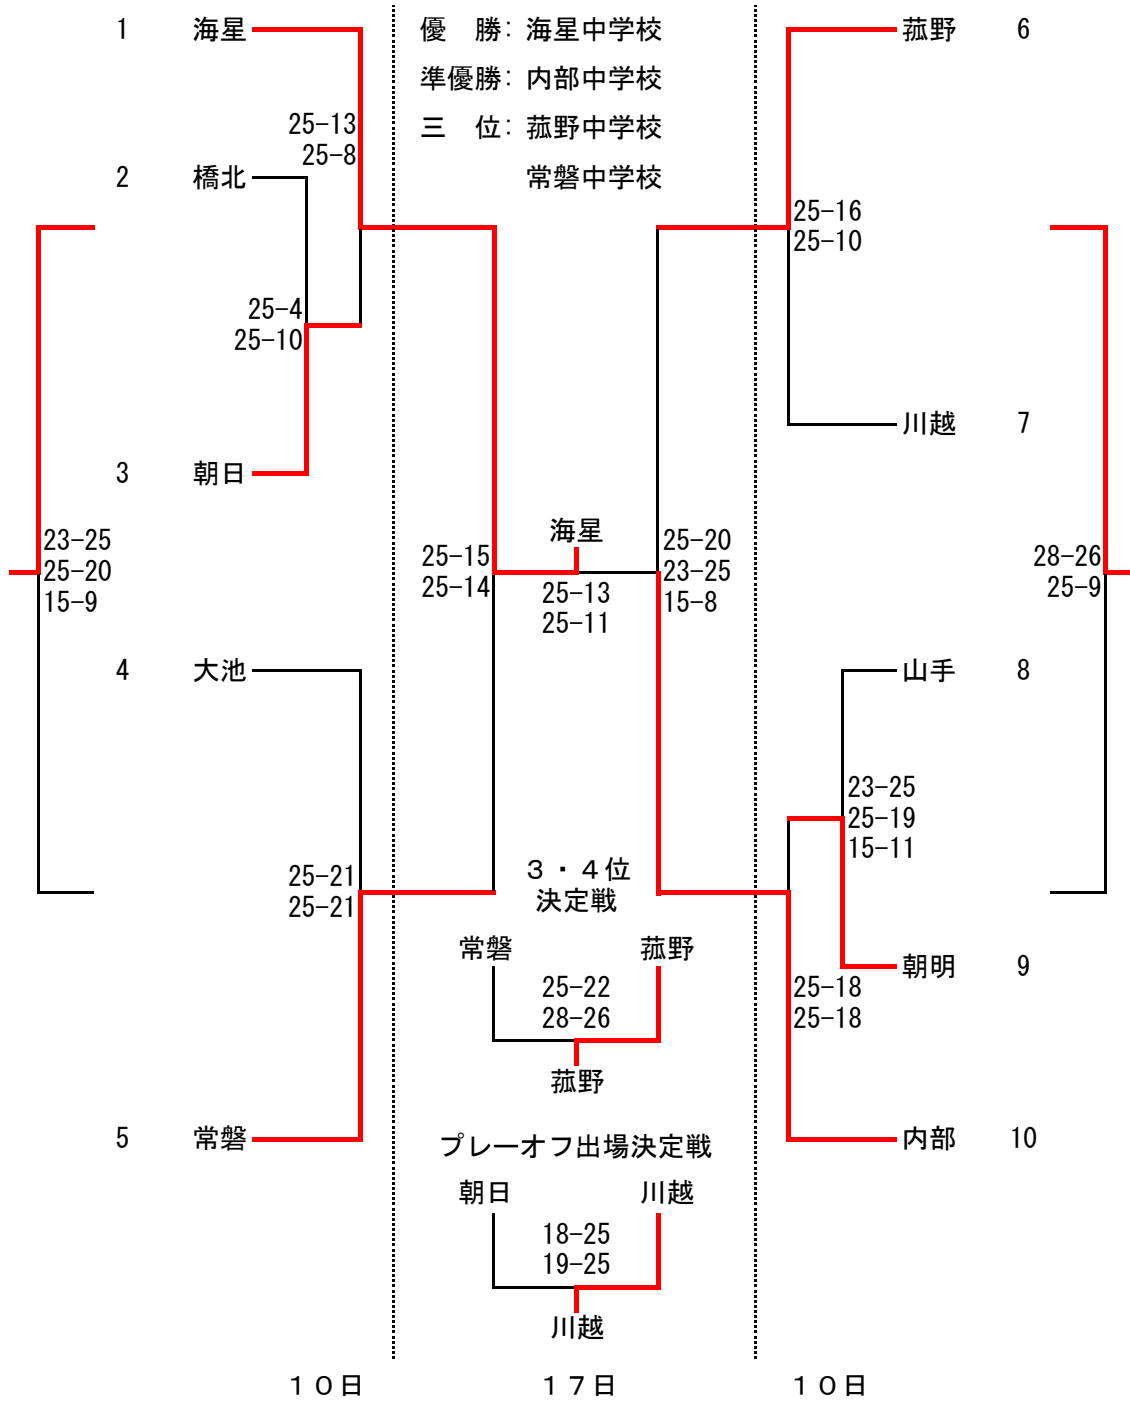 1 海星
優　勝: 海星中学校
菰野 6
準優勝: 内部中学校
25-13
25-8
三　位: 菰野中学校
2 橋北
常磐中学校
25-16
25-10
25-4
25-10
川越 7
3 朝日
海星
23-25
25-20
15-9
25-15
25-14
25-13
25-11
25-20
23-25
15-8
28-26
25-9
4 大池
山手 8
23-25
25-19
15-11
25-21
25-21
３・４位
決定戦
常磐 菰野
25-22
28-26
菰野
朝明 9
25-18
25-18
5 常磐
プレーオフ出場決定戦
内部 10
朝日 川越
18-25
19-25
川越
１０日 １７日 １０日